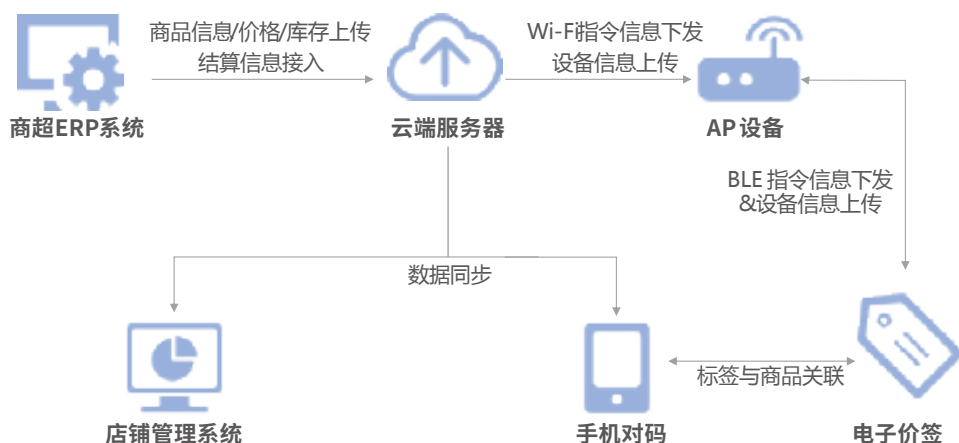 商品信息/价格/库存上传
结算信息接入
Wi-Fi指令信息下发
设备信息上传
商超ERP系统
云端服务器
AP设备
BLE 指令信息下发
&设备信息上传
数据同步
标签与商品关联
店铺管理系统
手机对码
电子价签